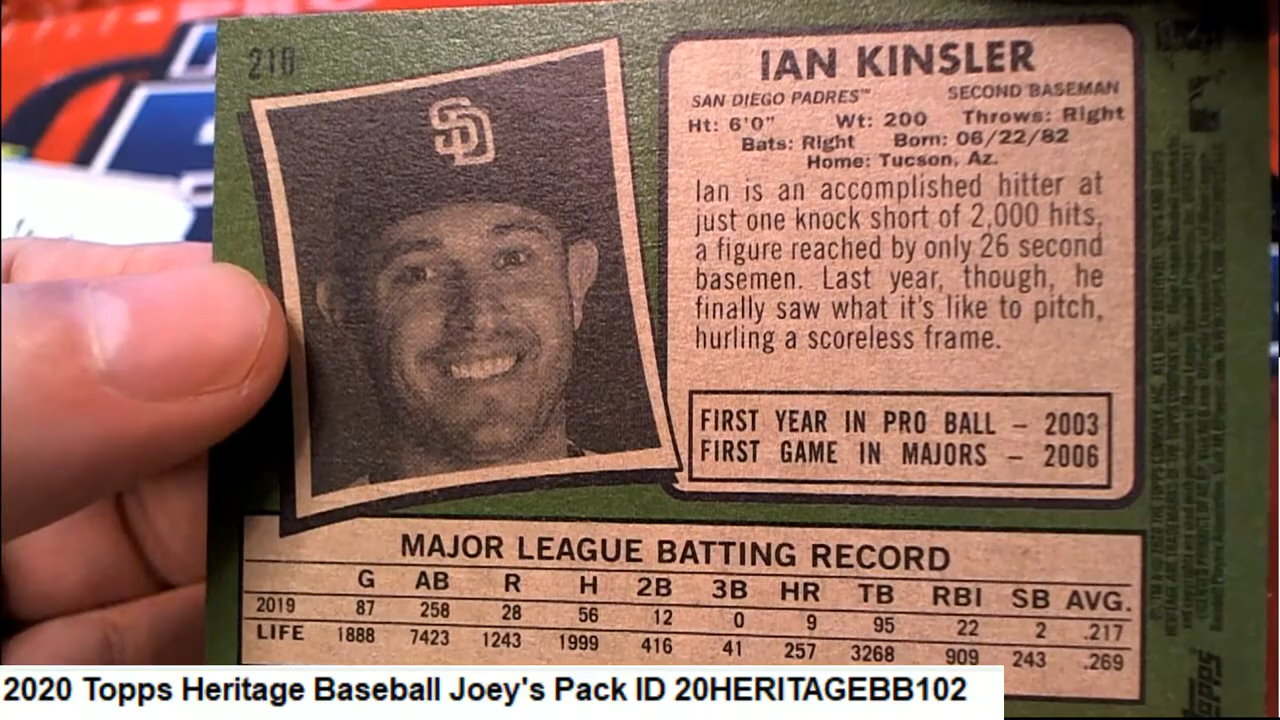 210
IAN KINSLER
SAN DIEGO PADRES™ SECOND BASEMAN
Ht: 6'0" Wt: 200 Throws: Right
Bats: Right Born: 06/22/82
Home: Tucson, Az.
Ian is an accomplished hitter at
just one knock short of 2,000 hits,
a figure reached by only 26 second
basemen. Last year, though, he
finally saw what it's like to pitch,
hurling a scoreless frame.
FIRST YEAR IN PRO BALL – 2003
FIRST GAME IN MAJORS – 2006
MAJOR LEAGUE BATTING RECORD
G AB R H 2B 3B HR TB RBI SB AVG.
2019 87 258 28 56 12 0 9 95 22 2 .217
LIFE 1888 7423 1243 1999 416 41 257 3268 909 243 .269
SD
Topps
2020 Topps Heritage Baseball Joey's Pack ID 20HERITAGEBB102